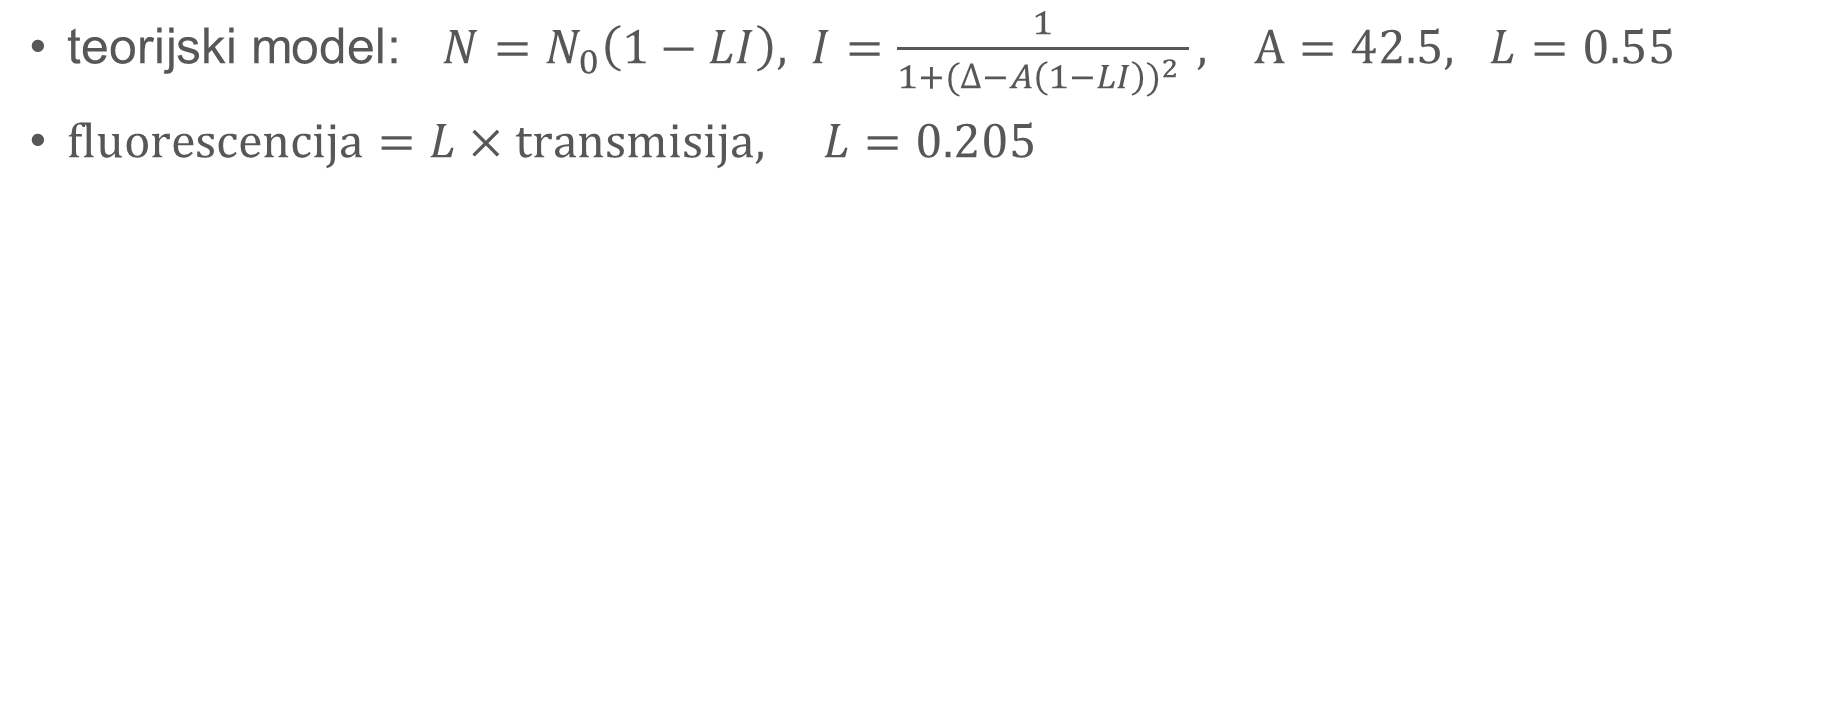 • teorijski model: N = N₀(1 − LI), I = 1/(1+(Δ−A(1−LI))²), A = 42.5, L = 0.55
• fluorescencija = L × transmisija, L = 0.205